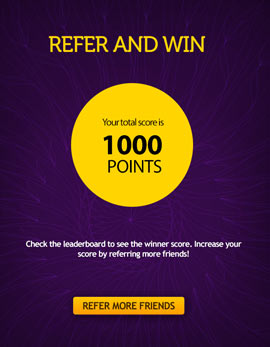 REFER AND WIN
Your total score is
1000
POINTS
Check the leaderboard to see the winner score. Increase your
score by referring more friends!
REFER MORE FRIENDS